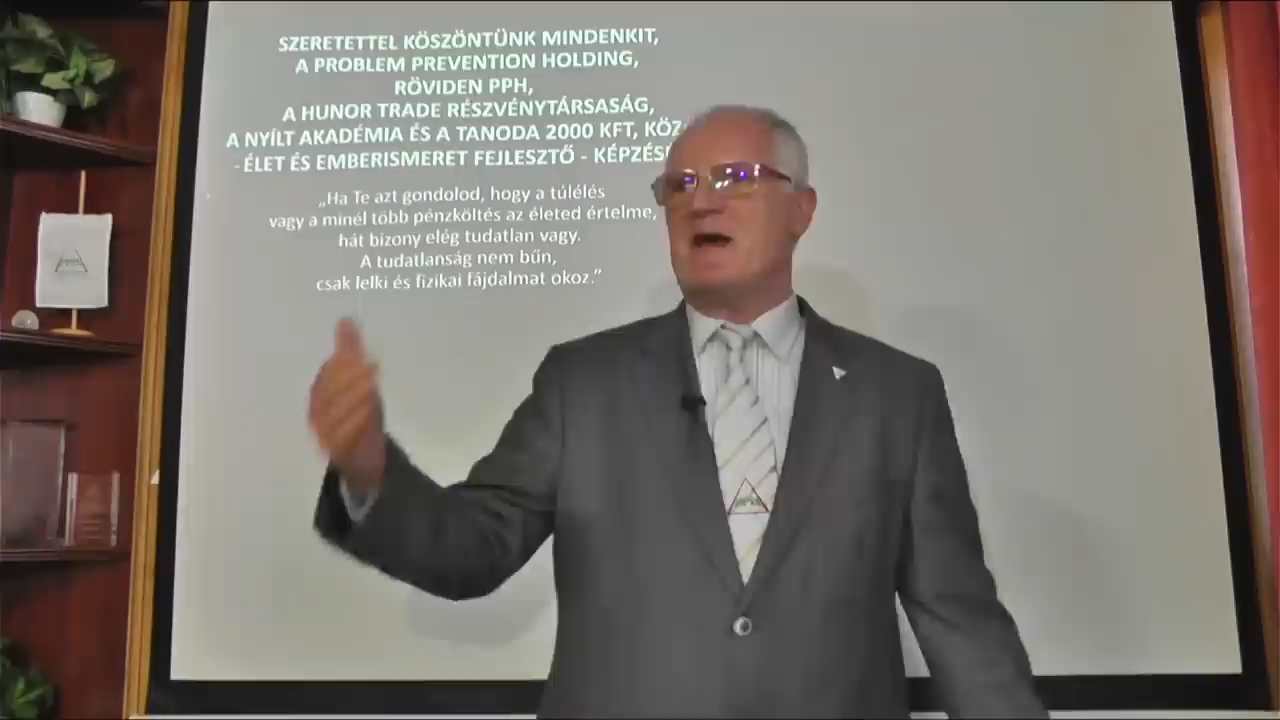 SZERETETTEL KÖSZÖNTÜNK MINDENKIT,
A PROBLEM PREVENTION HOLDING,
RÖVIDEN PPH,
A HUNOR TRADE RÉSZVÉNYTÁRSASÁG,
A NYÍLT AKADÉMIA ÉS A TANODA 2000 KFT, KÖZ
- ÉLET ÉS EMBERISMERET FEJLESZTŐ - KÉPZÉS
„Ha Te azt gondolod, hogy a túlélés
vagy a minél több pénzköltés az életed értelme,
hát bizony elég tudatlan vagy.
A tudatlanság nem bűn,
csak lelki és fizikai fájdalmat okoz.”